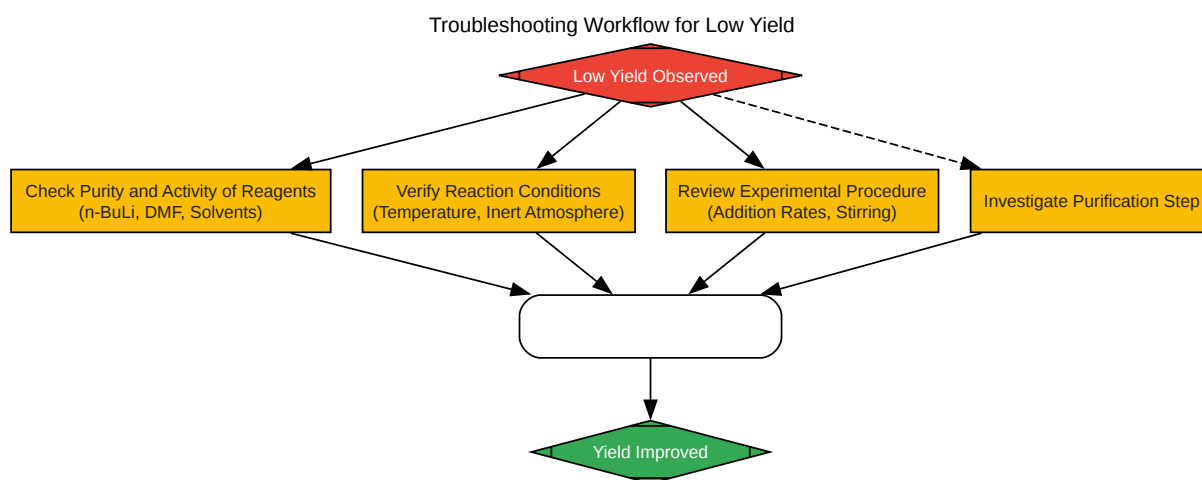 Troubleshooting Workflow for Low Yield
Low Yield Observed
Check Purity and Activity of Reagents
(n-BuLi, DMF, Solvents)
Verify Reaction Conditions
(Temperature, Inert Atmosphere)
Review Experimental Procedure
(Addition Rates, Stirring)
Investigate Purification Step
Yield Improved